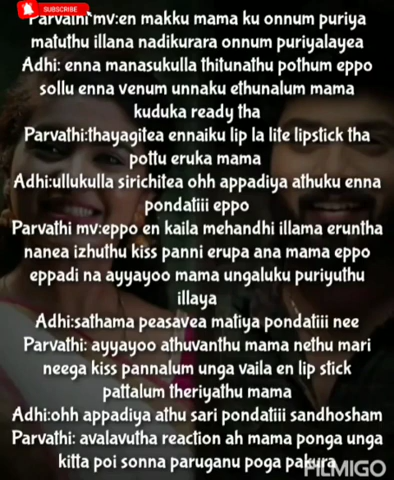 SUBSCRIBE
Parvathi mv:en makku mama ku onnum puriya
matuthu illana nadikurara onnum puriyalayea
Adhi: enna manasukulla thitunathu pothum eppo
sollu enna venum unnaku ethunalum mama
kuduka ready tha
Parvathi:thayagitea ennaiku lip la lite lipstick tha
pottu eruka mama
Adhi:ullukulla sirichitea ohh appadiya athuku enna
pondatiii eppo
Parvathi mv:eppo en kaila mehandhi illama eruntha
nanea izhuthu kiss panni erupa ana mama eppo
eppadi na ayyayoo mama ungaluku puriyuthu
illaya
Adhi:sathama peasavea matiya pondatiii nee
Parvathi: ayyayoo athuvanthu mama nethu mari
neega kiss pannalum unga vaila en lip stick
pattalum theriyathu mama
Adhi:ohh appadiya athu sari pondatiii sandhosham
Parvathi: avalavutha reaction ah mama ponga unga
kitta poi sonna paruganu poga pakura
FILMIGO